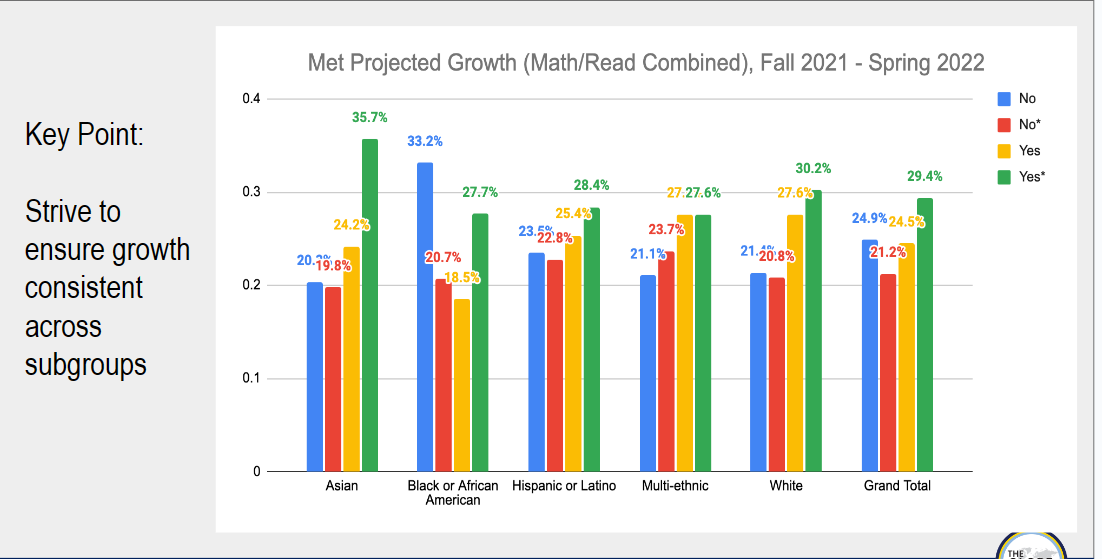 Key Point:
Strive to
ensure growth
consistent
across
subgroups
Met Projected Growth (Math/Read Combined), Fall 2021 - Spring 2022
No
No*
Yes
Yes*
0.4
0.3
0.2
0.1
0
19.8%
24.2%
35.7%
33.2%
20.7%
18.5%
27.7%
22.8%
25.4%
28.4%
21.1%
23.7%
27.6%
20.8%
27.6%
30.2%
24.9%
21.2%
24.5%
29.4%
Asian
Black or African
American
Hispanic or Latino
Multi-ethnic
White
Grand Total
THE